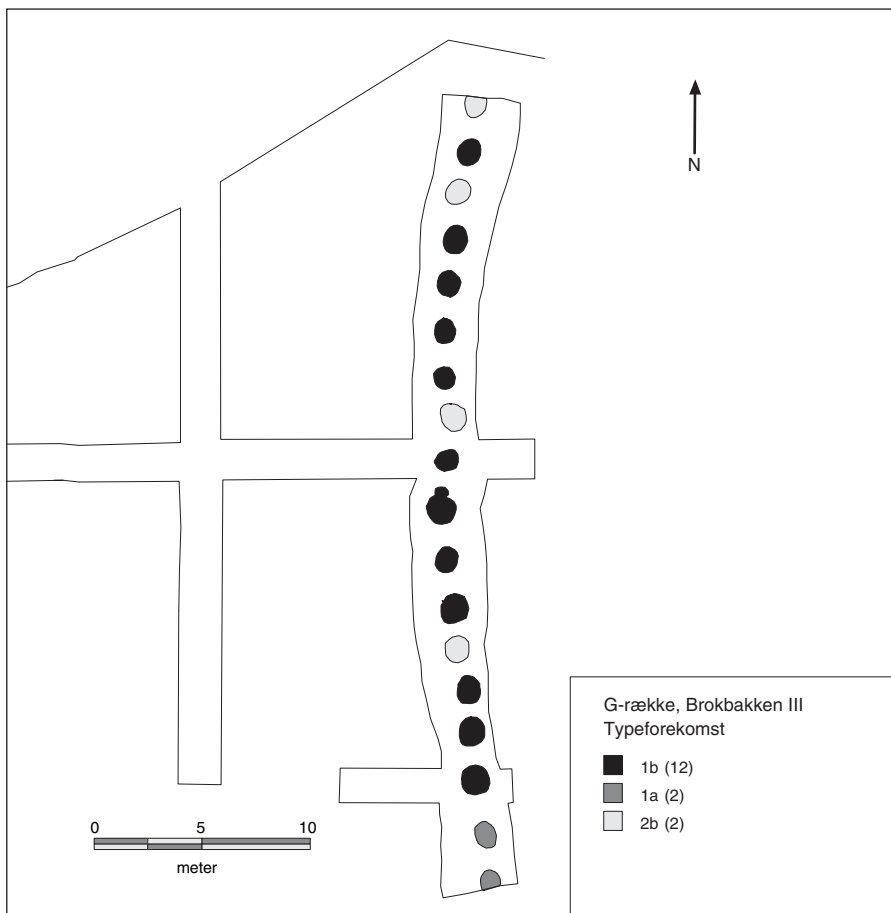 N
G-række, Brokbakken III
Typeforekomst
1b (12)
1a (2)
2b (2)
0 5 10
meter